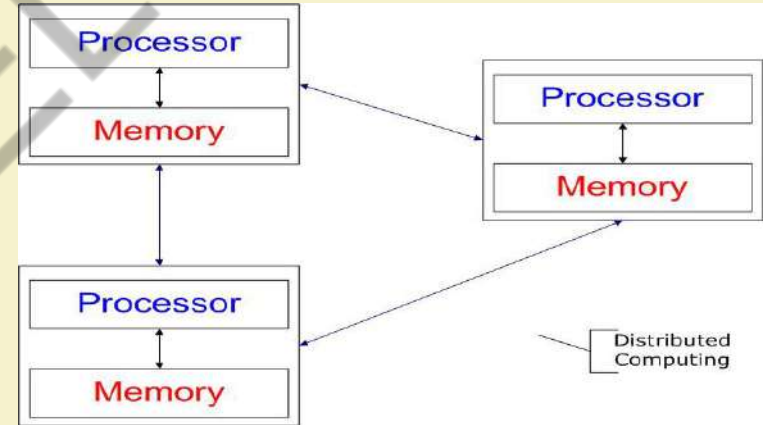 Processor
Memory
Processor
Memory
Processor
Memory
Distributed
Computing